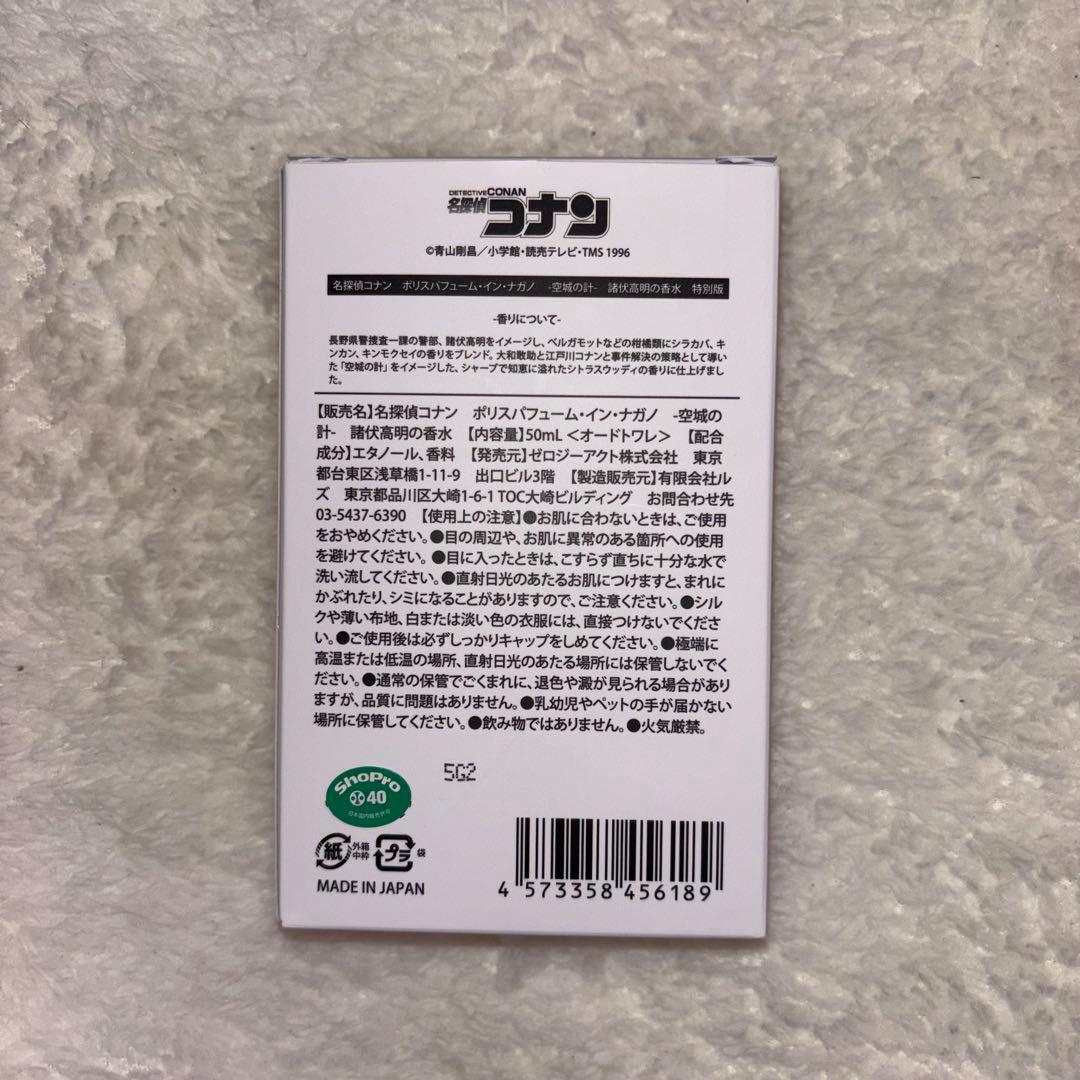 DETECTIVE CONAN
名探偵コナン
©青山剛昌／小学館・読売テレビ・TMS 1996
名探偵コナン　ポリスパフューム・イン・ナガノ　-空城の計-　諸伏高明の香水　特別版
-香りについて-
長野県警捜査一課の警部、諸伏高明をイメージし、ベルガモットなどの柑橘類にシラカバ、キ
ンカン、キンモクセイの香りをブレンド。大和敢助と江戸川コナンと事件解決の策略として導い
た「空城の計」をイメージした、シャープで知恵に溢れたシトラスウッディの香りに仕上げまし
た。
【販売名】名探偵コナン　ポリスパフューム・イン・ナガノ　-空城の
計-　諸伏高明の香水　【内容量】50mL＜オードトワレ＞　【配合
成分】エタノール、香料　【発売元】ゼロジーアクト株式会社　東京
都台東区浅草橋1-11-9　出口ビル3階　【製造販売元】有限会社ル
ズ　東京都品川区大崎1-6-1 TOC大崎ビルディング　お問合わせ先
03-5437-6390　【使用上の注意】●お肌に合わないときは、ご使用
をおやめください。●目の周辺や、お肌に異常のある箇所への使用
を避けてください。●目に入ったときは、こすらず直ちに十分な水で
洗い流してください。●直射日光のあたるお肌につけますと、まれに
かぶれたり、シミになることがありますので、ご注意ください。●シル
クや薄い布地、白または淡い色の衣服には、直接つけないでくださ
い。●ご使用後は必ずしっかりキャップをしめてください。●極端に
高温または低温の場所、直射日光のあたる場所には保管しないでく
ださい。●通常の保管でごくまれに、退色や澱が見られる場合があり
ますが、品質に問題はありません。●乳幼児やペットの手が届かない
場所に保管してください。●飲み物ではありません。●火気厳禁。
5G2
ShoPro
40
日本国内販売許可
紙 外箱 中枠 プラ 袋
MADE IN JAPAN
4 573358 456189